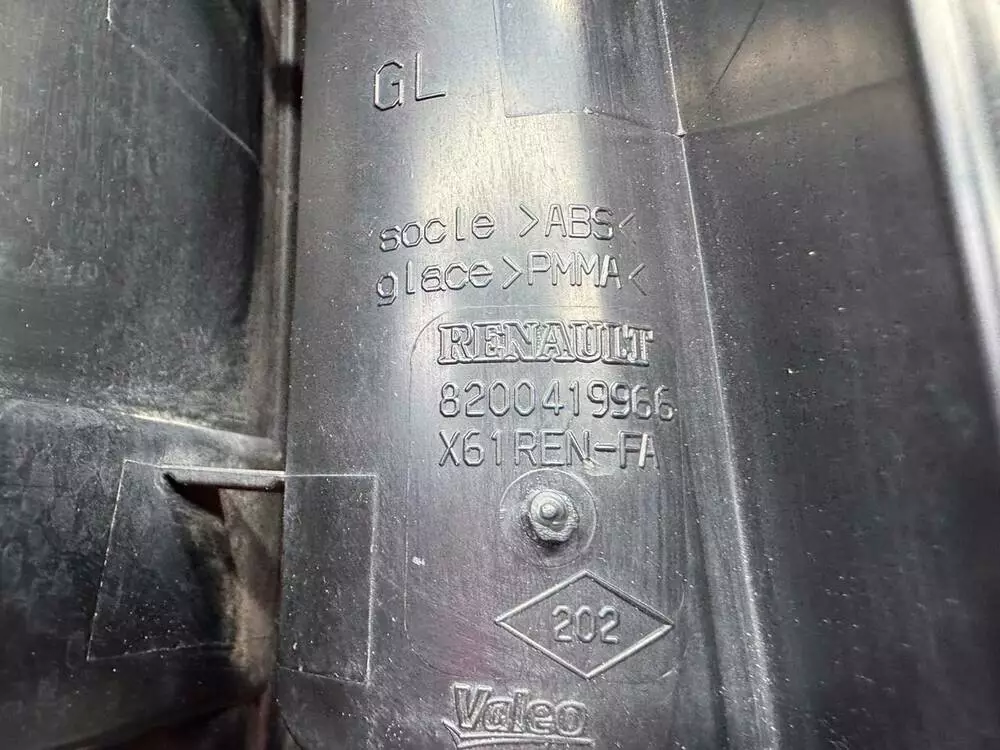 GL
socle >ABS<
glace >PMMA<
RENAULT
8200419966
X61REN-FA
202
Valeo